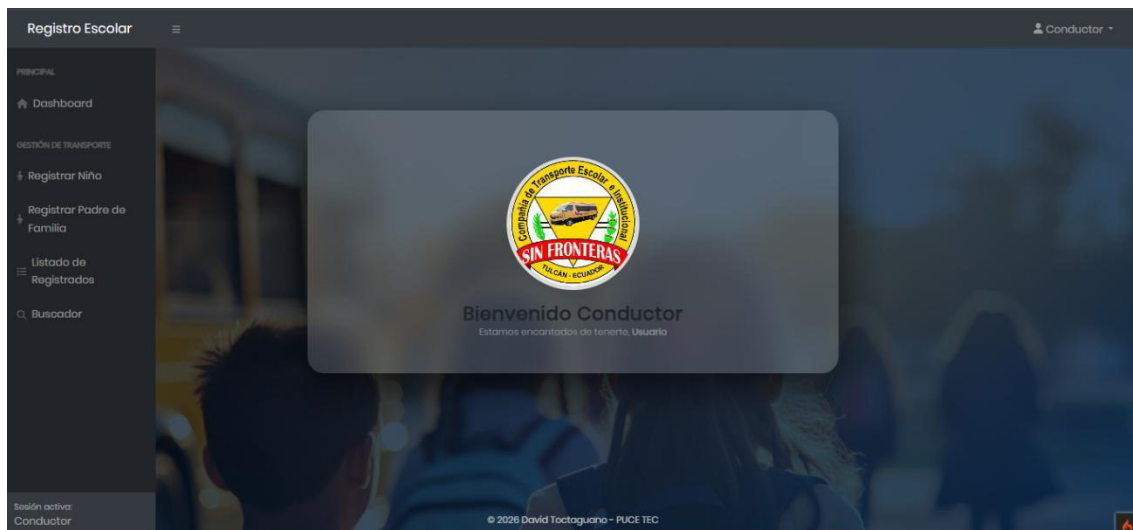 Registro Escolar
Conductor
PRINCIPAL
Dashboard
GESTIÓN DE TRANSPORTE
Registrar Niño
Registrar Padre de
Familia
Listado de
Registrados
Buscador
Compañía de Transporte Escolar e Institucional
SIN FRONTERAS
TULCÁN - ECUADOR
Bienvenido Conductor
Estamos encantados de tenerte, Usuario
Sesión activa:
Conductor
© 2026 David Toctaguano - PUCE TEC